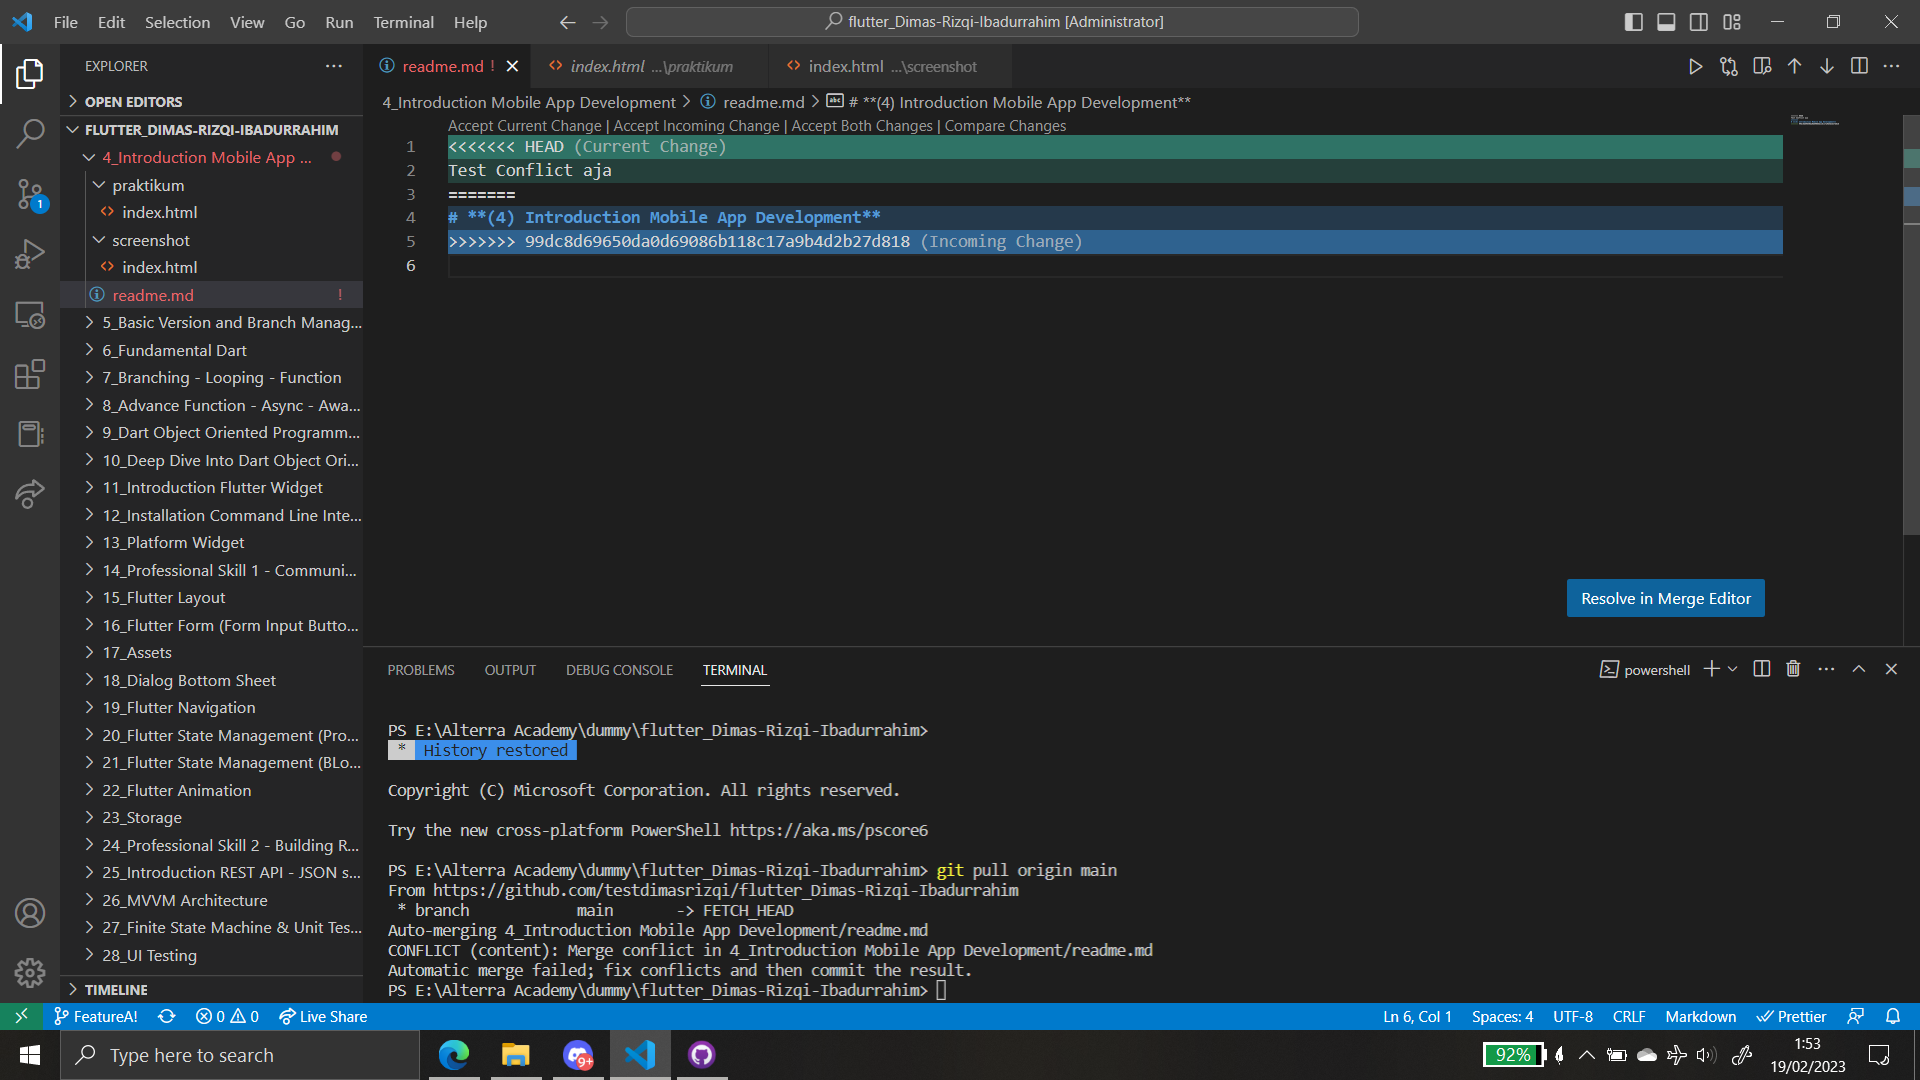 File Edit Selection View Go Run Terminal Help
flutter_Dimas-Rizqi-Ibadurrahim [Administrator]
EXPLORER
readme.md !
index.html ...\praktikum
index.html ...\screenshot
OPEN EDITORS
4_Introduction Mobile App Development > readme.md > # **(4) Introduction Mobile App Development**
FLUTTER_DIMAS-RIZQI-IBADURRAHIM
4_Introduction Mobile App ...
praktikum
index.html
screenshot
index.html
readme.md !
5_Basic Version and Branch Manag...
6_Fundamental Dart
7_Branching - Looping - Function
8_Advance Function - Async - Awa...
9_Dart Object Oriented Programm...
10_Deep Dive Into Dart Object Ori...
11_Introduction Flutter Widget
12_Installation Command Line Inte...
13_Platform Widget
14_Professional Skill 1 - Communi...
15_Flutter Layout
16_Flutter Form (Form Input Butto...
17_Assets
18_Dialog Bottom Sheet
19_Flutter Navigation
20_Flutter State Management (Pro...
21_Flutter State Management (BLo...
22_Flutter Animation
23_Storage
24_Professional Skill 2 - Building R...
25_Introduction REST API - JSON s...
26_MVVM Architecture
27_Finite State Machine & Unit Tes...
28_UI Testing
TIMELINE
1
Accept Current Change | Accept Incoming Change | Accept Both Changes | Compare Changes
1 <<<<<<< HEAD (Current Change)
2 Test Conflict aja
3 =======
4 # **(4) Introduction Mobile App Development**
5 >>>>>>> 99dc8d69650da0d69086b118c17a9b4d2b27d818 (Incoming Change)
6
Resolve in Merge Editor
PROBLEMS OUTPUT DEBUG CONSOLE TERMINAL
powershell
PS E:\Alterra Academy\dummy\flutter_Dimas-Rizqi-Ibadurrahim>
* History restored
Copyright (C) Microsoft Corporation. All rights reserved.
Try the new cross-platform PowerShell https://aka.ms/pscore6
PS E:\Alterra Academy\dummy\flutter_Dimas-Rizqi-Ibadurrahim> git pull origin main
From https://github.com/testdimasrizqi/flutter_Dimas-Rizqi-Ibadurrahim
* branch main -> FETCH_HEAD
Auto-merging 4_Introduction Mobile App Development/readme.md
CONFLICT (content): Merge conflict in 4_Introduction Mobile App Development/readme.md
Automatic merge failed; fix conflicts and then commit the result.
PS E:\Alterra Academy\dummy\flutter_Dimas-Rizqi-Ibadurrahim>
FeatureA! 0 0 Live Share
Ln 6, Col 1 Spaces: 4 UTF-8 CRLF Markdown Prettier
Type here to search
9+
92%
1:53
19/02/2023